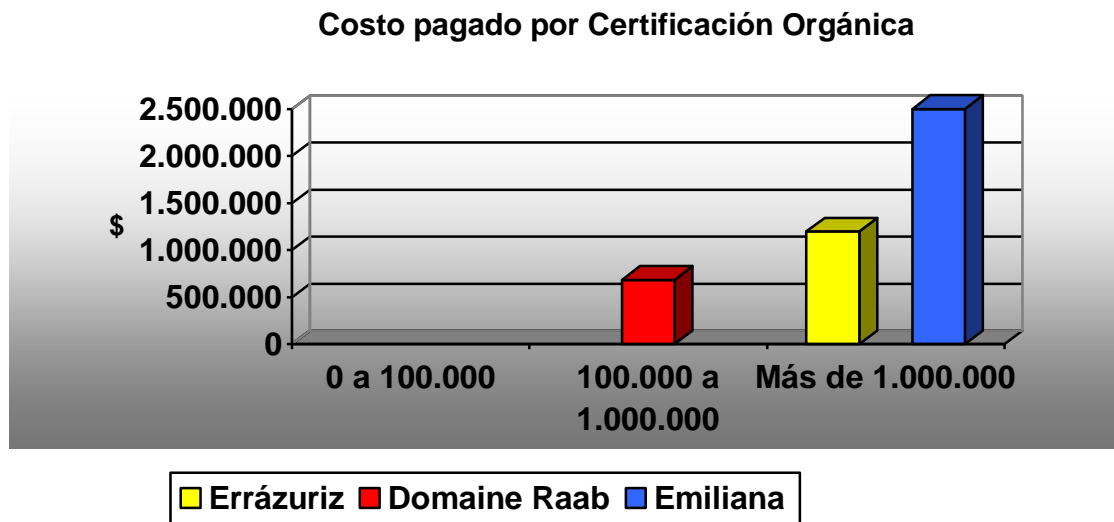 Costo pagado por Certificación Orgánica
2.500.000
2.000.000
1.500.000
1.000.000
500.000
0
$
0 a 100.000
100.000 a
1.000.000
Más de 1.000.000
Errázuriz
Domaine Raab
Emiliana